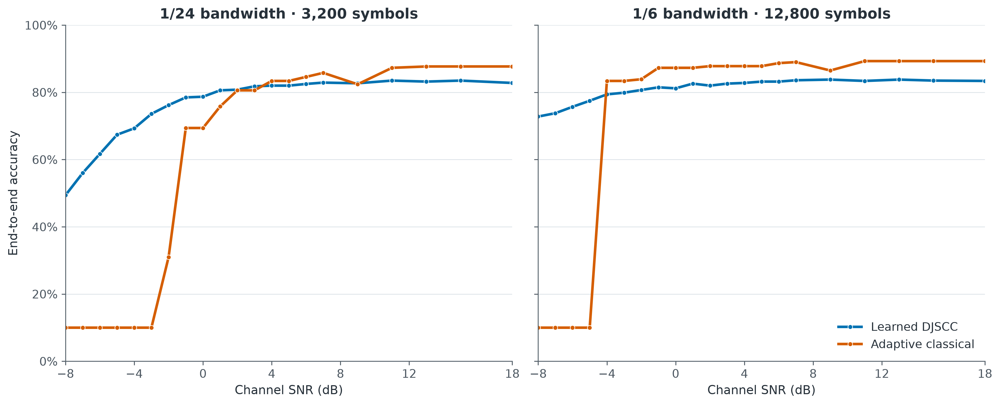 1/24 bandwidth · 3,200 symbols
100%
80%
60%
40%
20%
0%
End-to-end accuracy
−8 −4 0 4 8 12 18
Channel SNR (dB)
1/6 bandwidth · 12,800 symbols
Learned DJSCC
Adaptive classical
−8 −4 0 4 8 12 18
Channel SNR (dB)